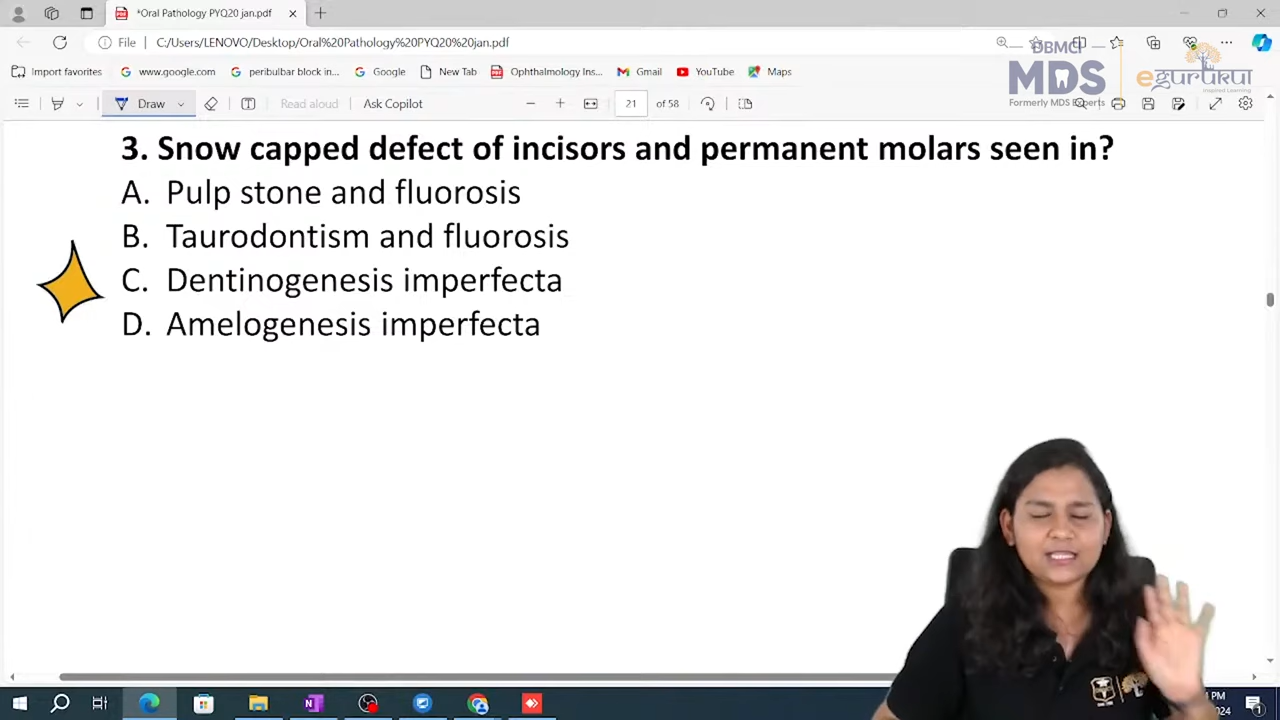 *Oral Pathology PYQ20 jan.pdf
File C:/Users/LENOVO/Desktop/Oral%20Pathology%20PYQ20%20jan.pdf
Import favorites www.google.com peribulbar block in... Google New Tab Ophthalmology Ins... Gmail YouTube Maps
DBMCI
MDS
Formerly MDS Experts
egurukul
Inspired Learning
Draw Read aloud Ask Copilot 21 of 58
3. Snow capped defect of incisors and permanent molars seen in?
A. Pulp stone and fluorosis
B. Taurodontism and fluorosis
C. Dentinogenesis imperfecta
D. Amelogenesis imperfecta